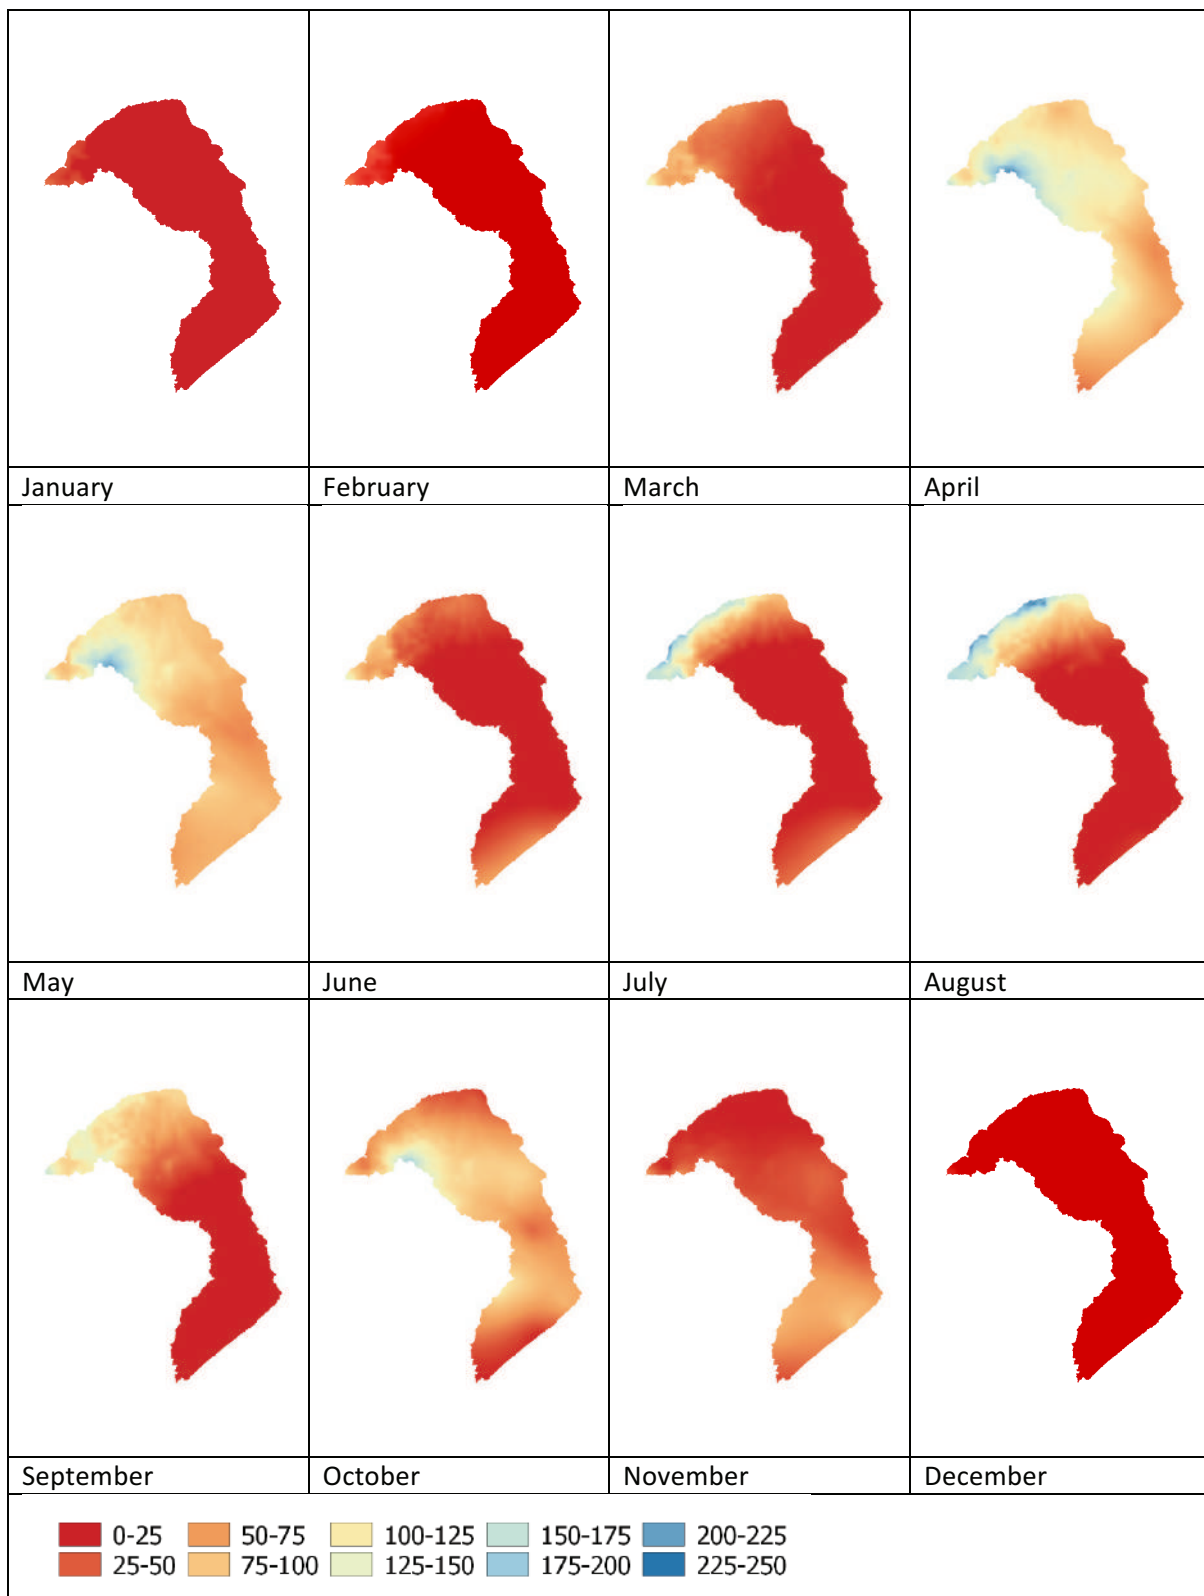 January February March April
May June July August
September October November December
0-25 50-75 100-125 150-175 200-225
25-50 75-100 125-150 175-200 225-250